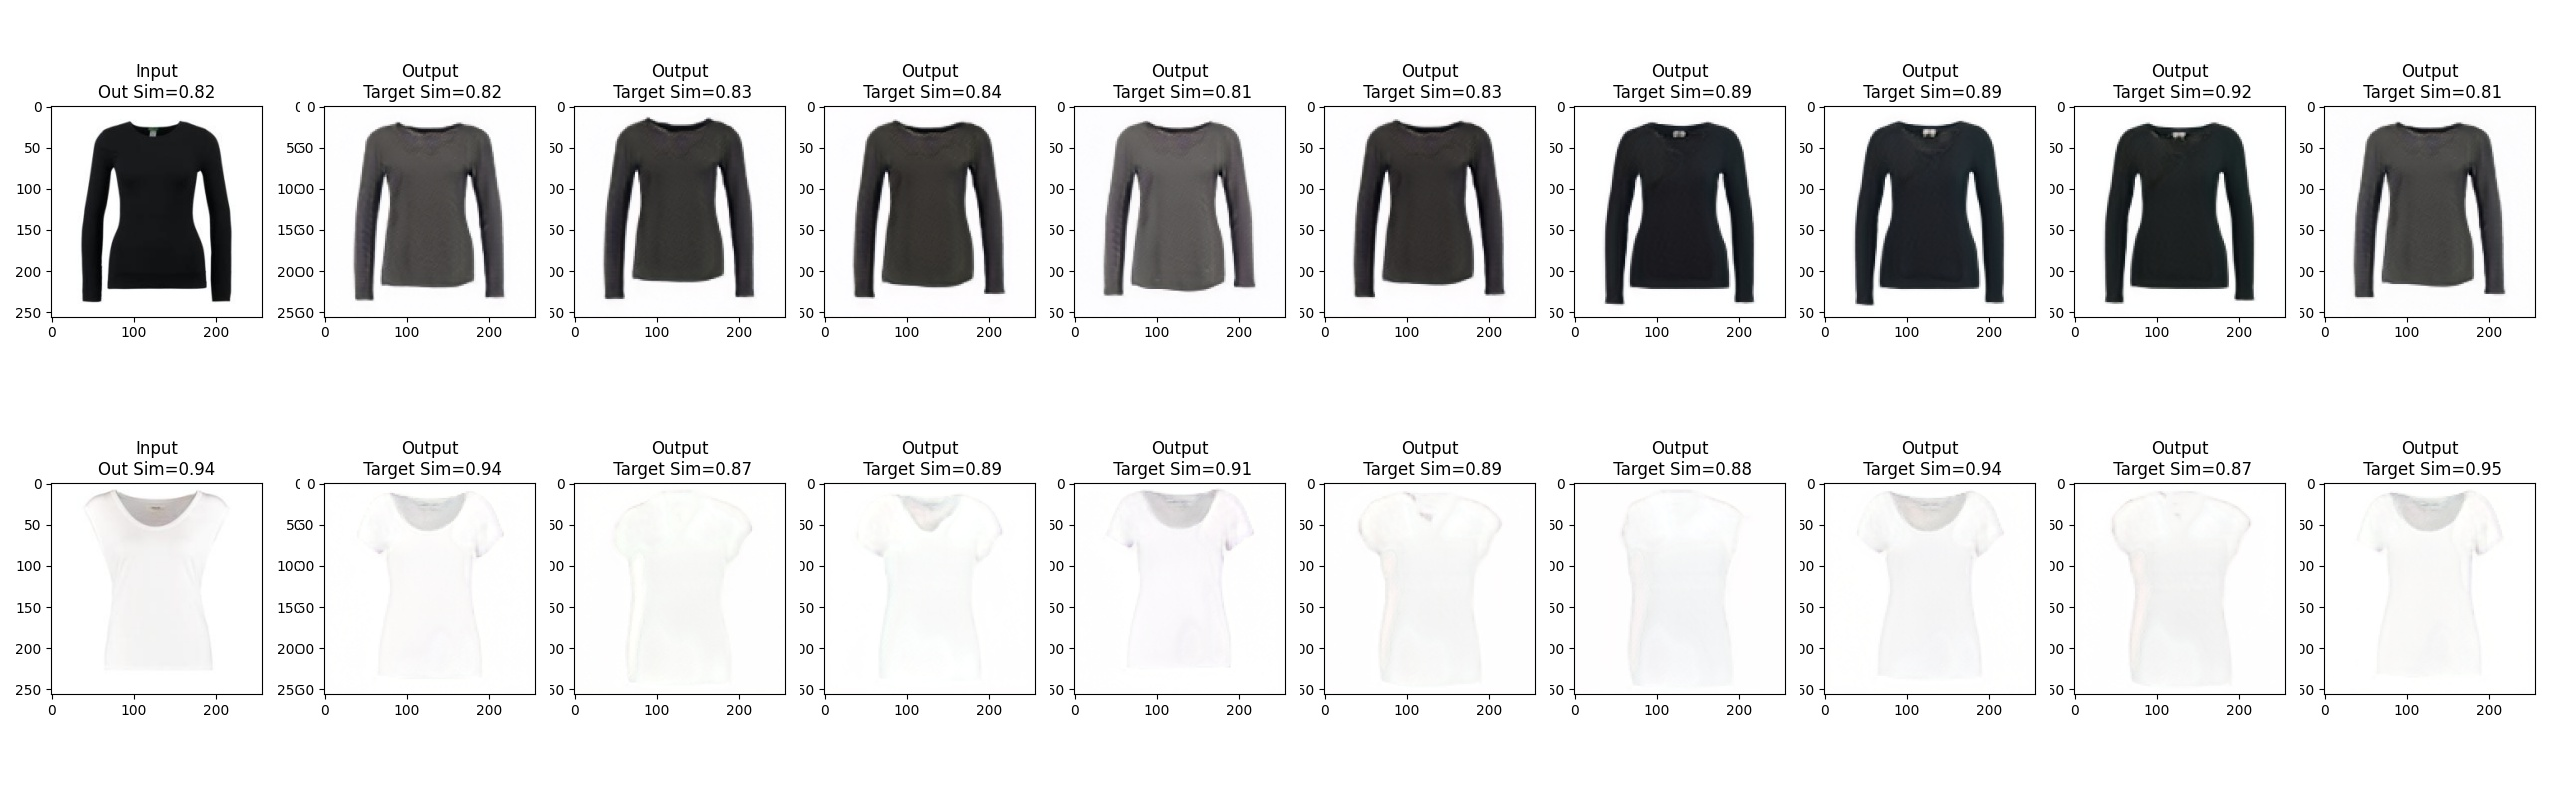 Input Output Output Output Output Output Output Output Output Output
Out Sim=0.82 Target Sim=0.82 Target Sim=0.83 Target Sim=0.84 Target Sim=0.81 Target Sim=0.83 Target Sim=0.89 Target Sim=0.89 Target Sim=0.92 Target Sim=0.81
0 0 0 0 0 0 0 0 0 0
50 50 50 50 50 50 50 50 50
100 00 00 00 00 00 00 00 00
150 50 50 50 50 50 50 50 50
200 00 00 00 00 00 00 00 00
250 50 50 50 50 50 50 50 50
0 100 200 0 100 200 0 100 200 0 100 200 0 100 200 0 100 200 0 100 200 0 100 200 0 100 200 0 100 200
Input Output Output Output Output Output Output Output Output Output
Out Sim=0.94 Target Sim=0.94 Target Sim=0.87 Target Sim=0.89 Target Sim=0.91 Target Sim=0.89 Target Sim=0.88 Target Sim=0.94 Target Sim=0.87 Target Sim=0.95
0 0 0 0 0 0 0 0 0 0
50 50 50 50 50 50 50 50 50
100 00 00 00 00 00 00 00 00
150 50 50 50 50 50 50 50 50
200 00 00 00 00 00 00 00 00
250 50 50 50 50 50 50 50 50
0 100 200 0 100 200 0 100 200 0 100 200 0 100 200 0 100 200 0 100 200 0 100 200 0 100 200 0 100 200